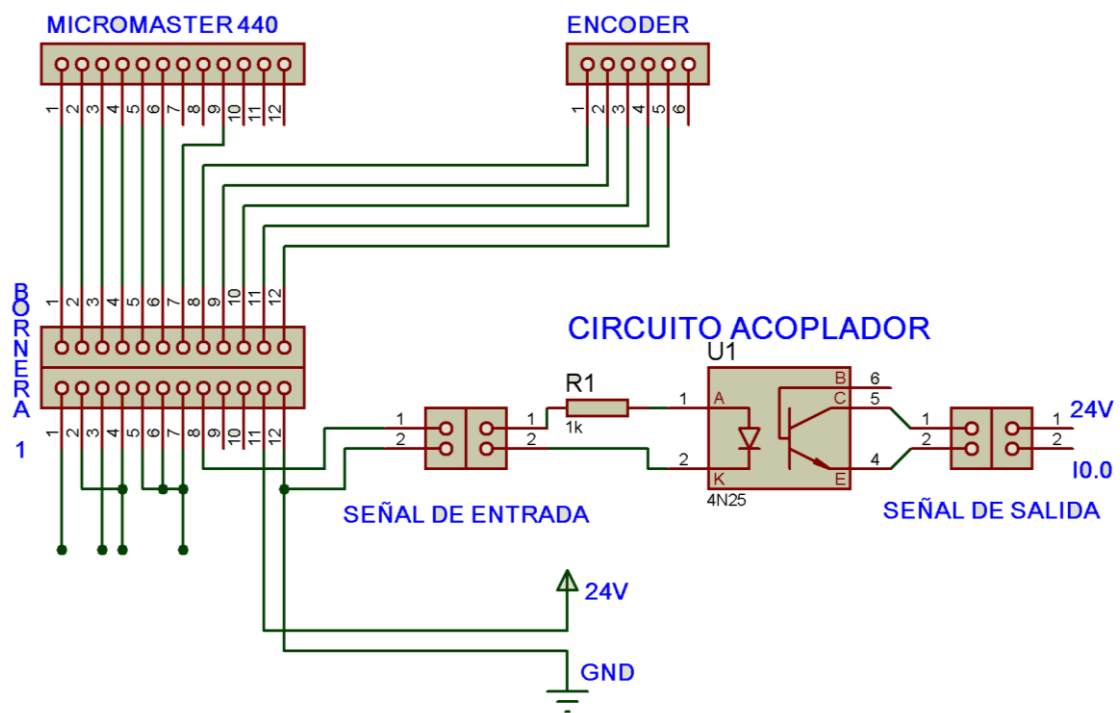 MICROMASTER 440
ENCODER
1 2 3 4 5 6 7 8 9 10 11 12
1 2 3 4 5 6
BORNERA 1
1 2 3 4 5 6 7 8 9 10 11 12
1 2 3 4 5 6 7 8 9 10 11 12
CIRCUITO ACOPLADOR
U1
R1
1k
1
2
1
2
1
2
A
K
B
C
E
6
5
4
4N25
1
2
1
2
24V
I0.0
SEÑAL DE ENTRADA
SEÑAL DE SALIDA
24V
GND